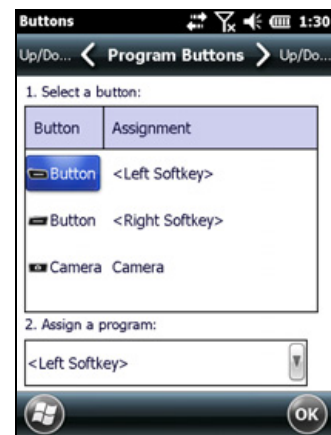 Buttons 1:30
Up/Do... Program Buttons Up/Do...
1. Select a button:
Button Assignment
Button <Left Softkey>
Button <Right Softkey>
Camera Camera
2. Assign a program:
<Left Softkey>
OK